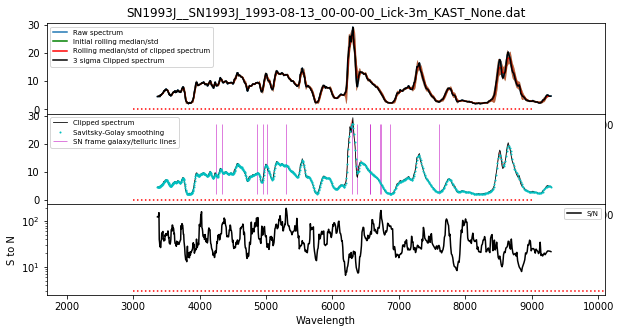 SN1993J__SN1993J_1993-08-13_00-00-00_Lick-3m_KAST_None.dat
30
20
10
0
Raw spectrum
Initial rolling median/std
Rolling median/std of clipped spectrum
3 sigma Clipped spectrum
30
20
10
0
Clipped spectrum
Savitsky-Golay smoothing
SN frame galaxy/telluric lines
S to N
10²
10¹
S/N
2000 3000 4000 5000 6000 7000 8000 9000 10000
Wavelength